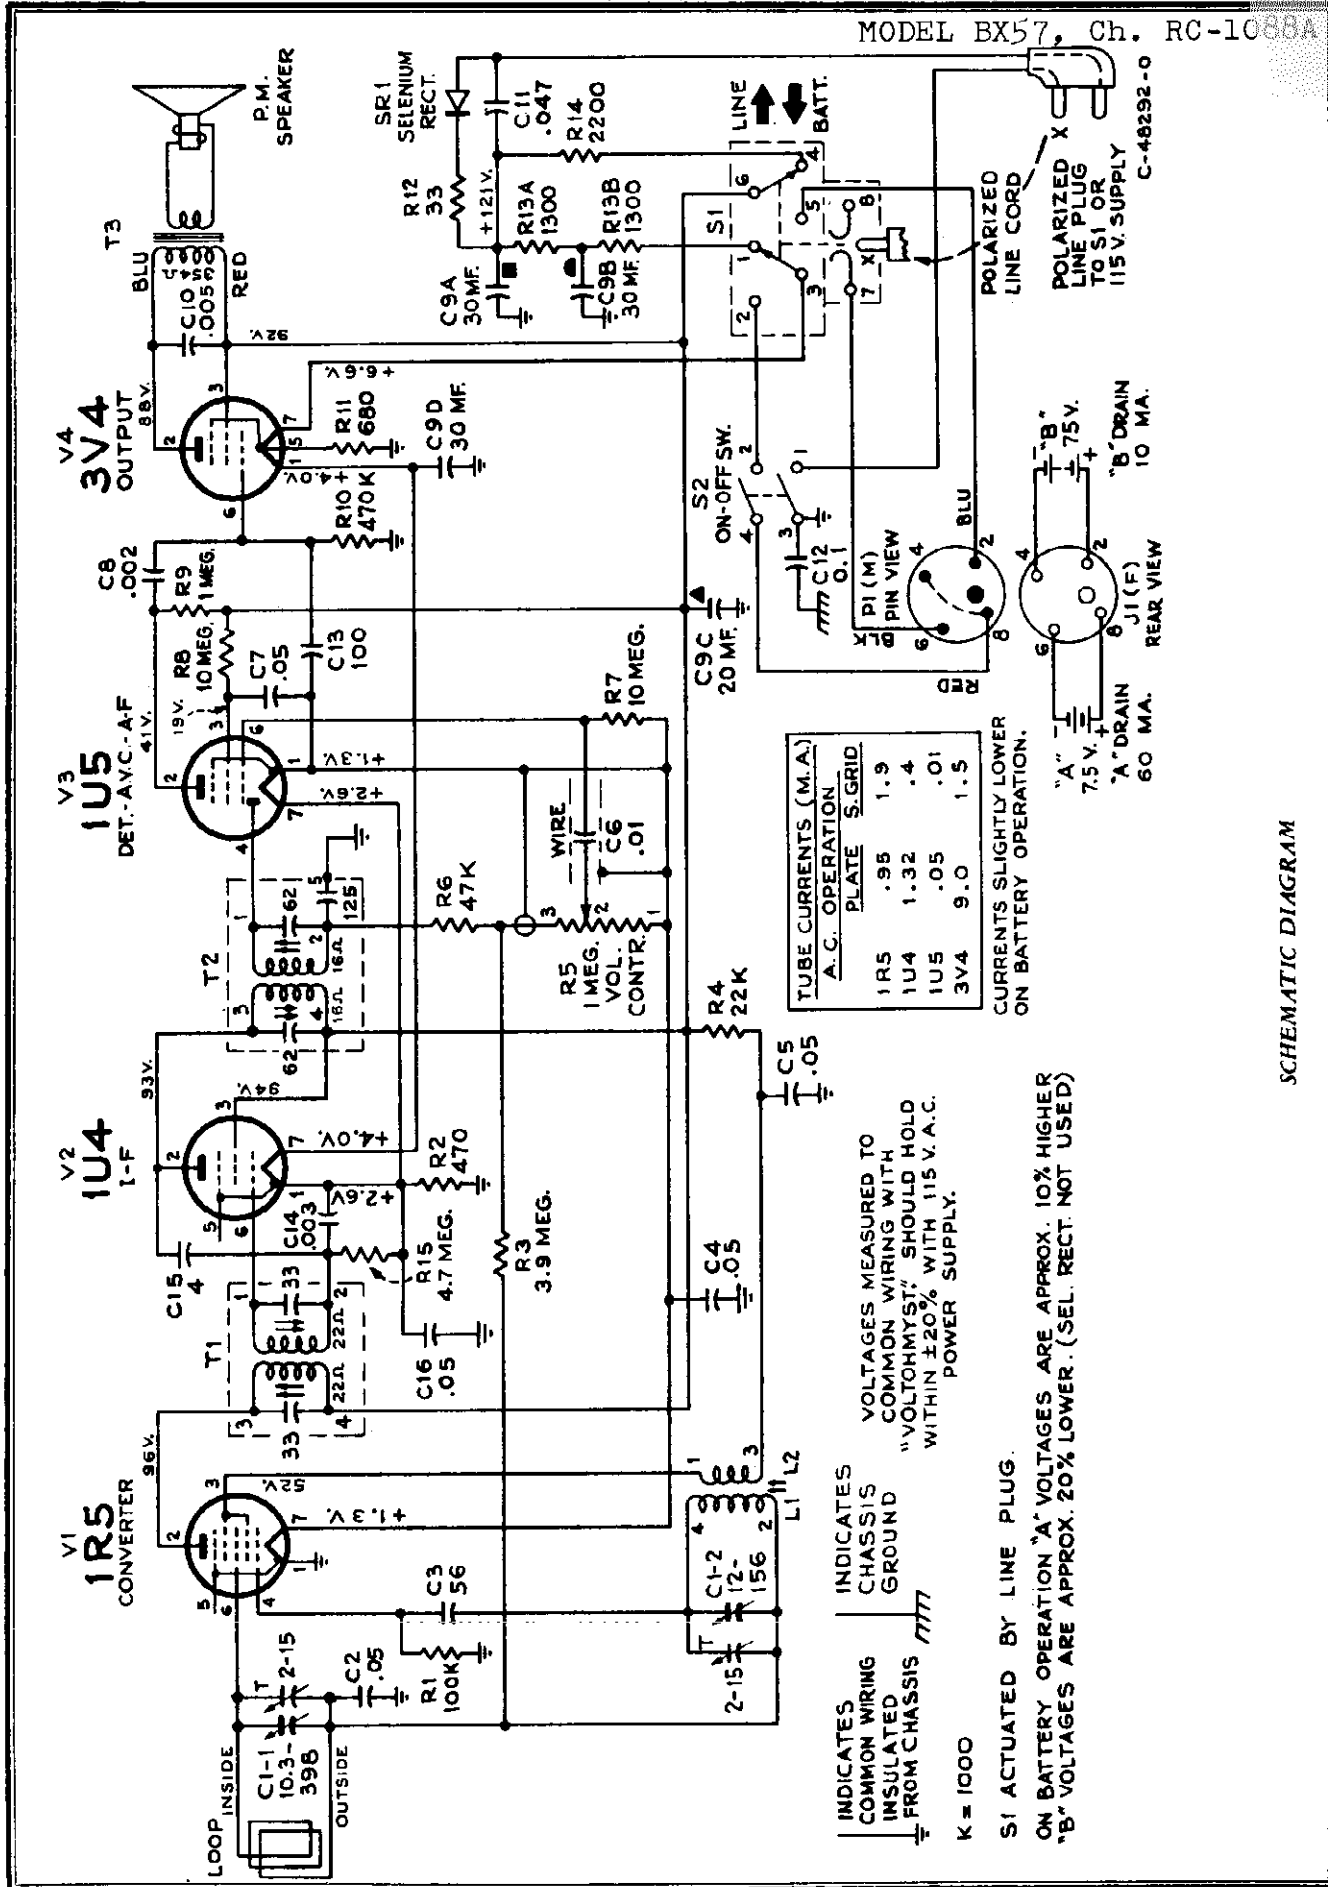 MODEL BX57, Ch. RC-1088A
V1
1R5
CONVERTER
V2
1U4
I-F
V3
1U5
DET.-A.V.C.-A-F
V4
3V4
OUTPUT
T3
P.M.
SPEAKER
BLU
354Ω
RED
C10
.005
88V.
92V.
96V.
93V.
94V.
41V.
19V.
52V.
+1.3V.
+2.6V
+4.0V.
+1.3V.
+2.6V.
+4.0V.
+6.6V.
LOOP
INSIDE
OUTSIDE
C1-1
10.3-
398
T
2-15
C2
.05
R1
100K
C3
56
T1
33
22Ω
33
22Ω
C15
4
C14
.003
R15
4.7 MEG.
C16
.05
R2
470
R3
3.9 MEG.
T2
62
16Ω
62
16Ω
125
R6
47K
R5
1 MEG.
VOL.
CONTR.
WIRE
C6
.01
R7
10 MEG.
R8
10 MEG.
C7
.05
C13
100
C8
.002
R9
1 MEG.
R10
470K
R11
680
C9D
30 MF.
C9C
20 MF.
R4
22K
C5
.05
C4
.05
L1
L2
C1-2
12-
156
T
2-15
SR1
SELENIUM
RECT.
R12
33
C11
.047
R14
2200
+121V.
R13A
1300
R13B
1300
C9A
30MF.
C9B
30 MF.
S1
LINE
BATT.
S2
ON-OFF SW.
C12
0.1
P1 (M)
PIN VIEW
BLK
RED
BLU
J1 (F)
REAR VIEW
"A"
7.5 V.
"A" DRAIN
60 MA.
"B"
75V.
"B" DRAIN
10 MA.
POLARIZED
LINE CORD
X
POLARIZED
LINE PLUG
TO S1 OR
115 V. SUPPLY
C-48292-0
TUBE CURRENTS (M.A.)
A.C. OPERATION
PLATE S.GRID
1R5 .95 1.9
1U4 1.32 .4
1U5 .05 .01
3V4 9.0 1.5
CURRENTS SLIGHTLY LOWER
ON BATTERY OPERATION.
VOLTAGES MEASURED TO
COMMON WIRING WITH
"VOLTOHMYST." SHOULD HOLD
WITHIN ±20% WITH 115 V. A.C.
POWER SUPPLY.
INDICATES
COMMON WIRING
INSULATED
FROM CHASSIS
INDICATES
CHASSIS
GROUND
K = 1000
S1 ACTUATED BY LINE PLUG.
ON BATTERY OPERATION "A" VOLTAGES ARE APPROX. 10% HIGHER
"B" VOLTAGES ARE APPROX. 20% LOWER. (SEL. RECT. NOT USED)
SCHEMATIC DIAGRAM